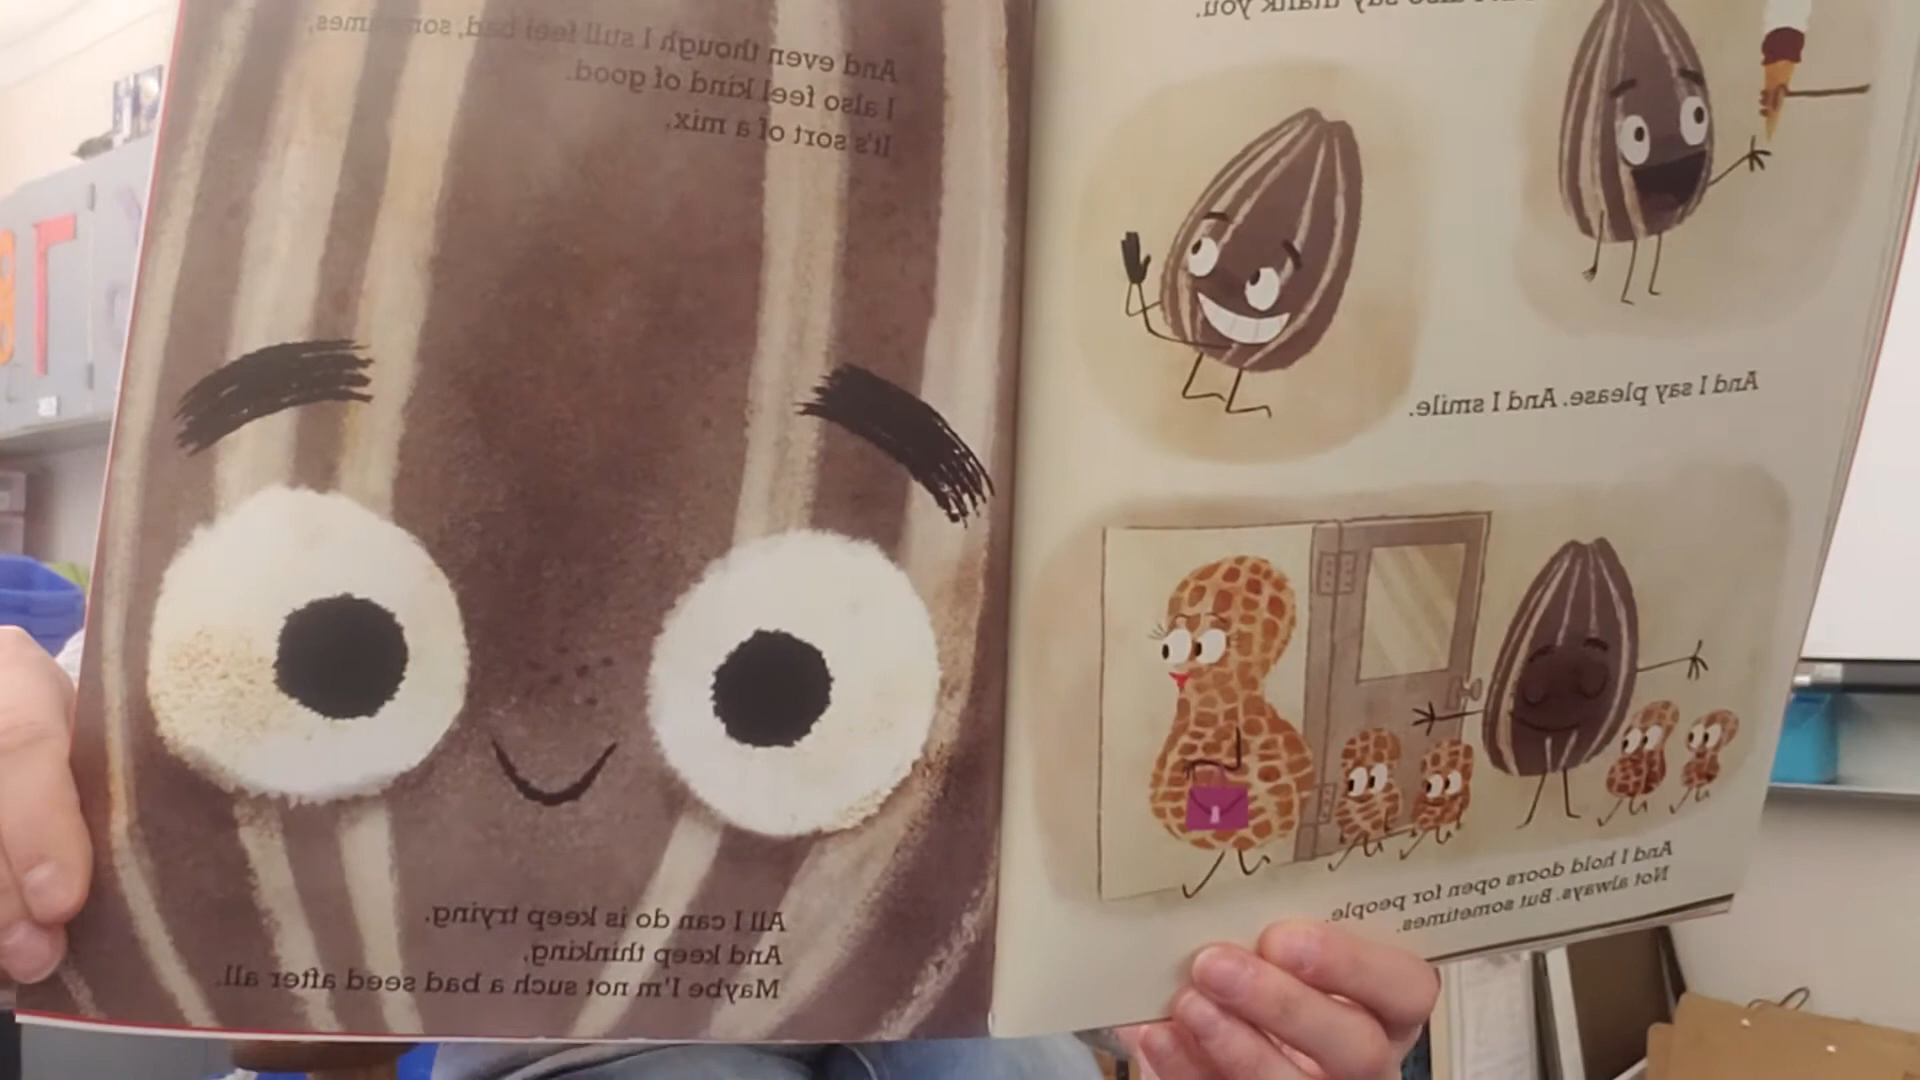 also say thank you.
And I say please. And I smile.
And I hold doors open for people.
Not always. But sometimes.
And even though I still feel bad, sometimes,
I also feel kind of good.
It's sort of a mix.
All I can do is keep trying.
And keep thinking,
Maybe I'm not such a bad seed after all.